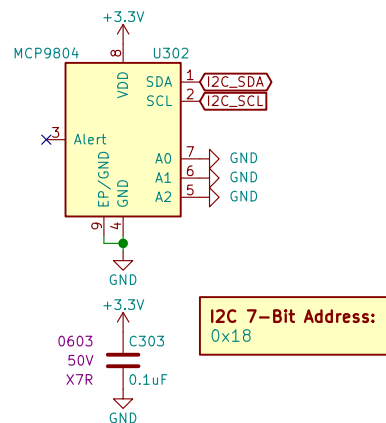 +3.3V
MCP9804
U302
8
VDD
SDA
1
I2C_SDA
SCL
2
I2C_SCL
3
Alert
A0
7
GND
A1
6
GND
A2
5
GND
EP/GND
GND
9
4
GND
+3.3V
0603
C303
50V
X7R
0.1uF
GND
I2C 7-Bit Address:
0x18